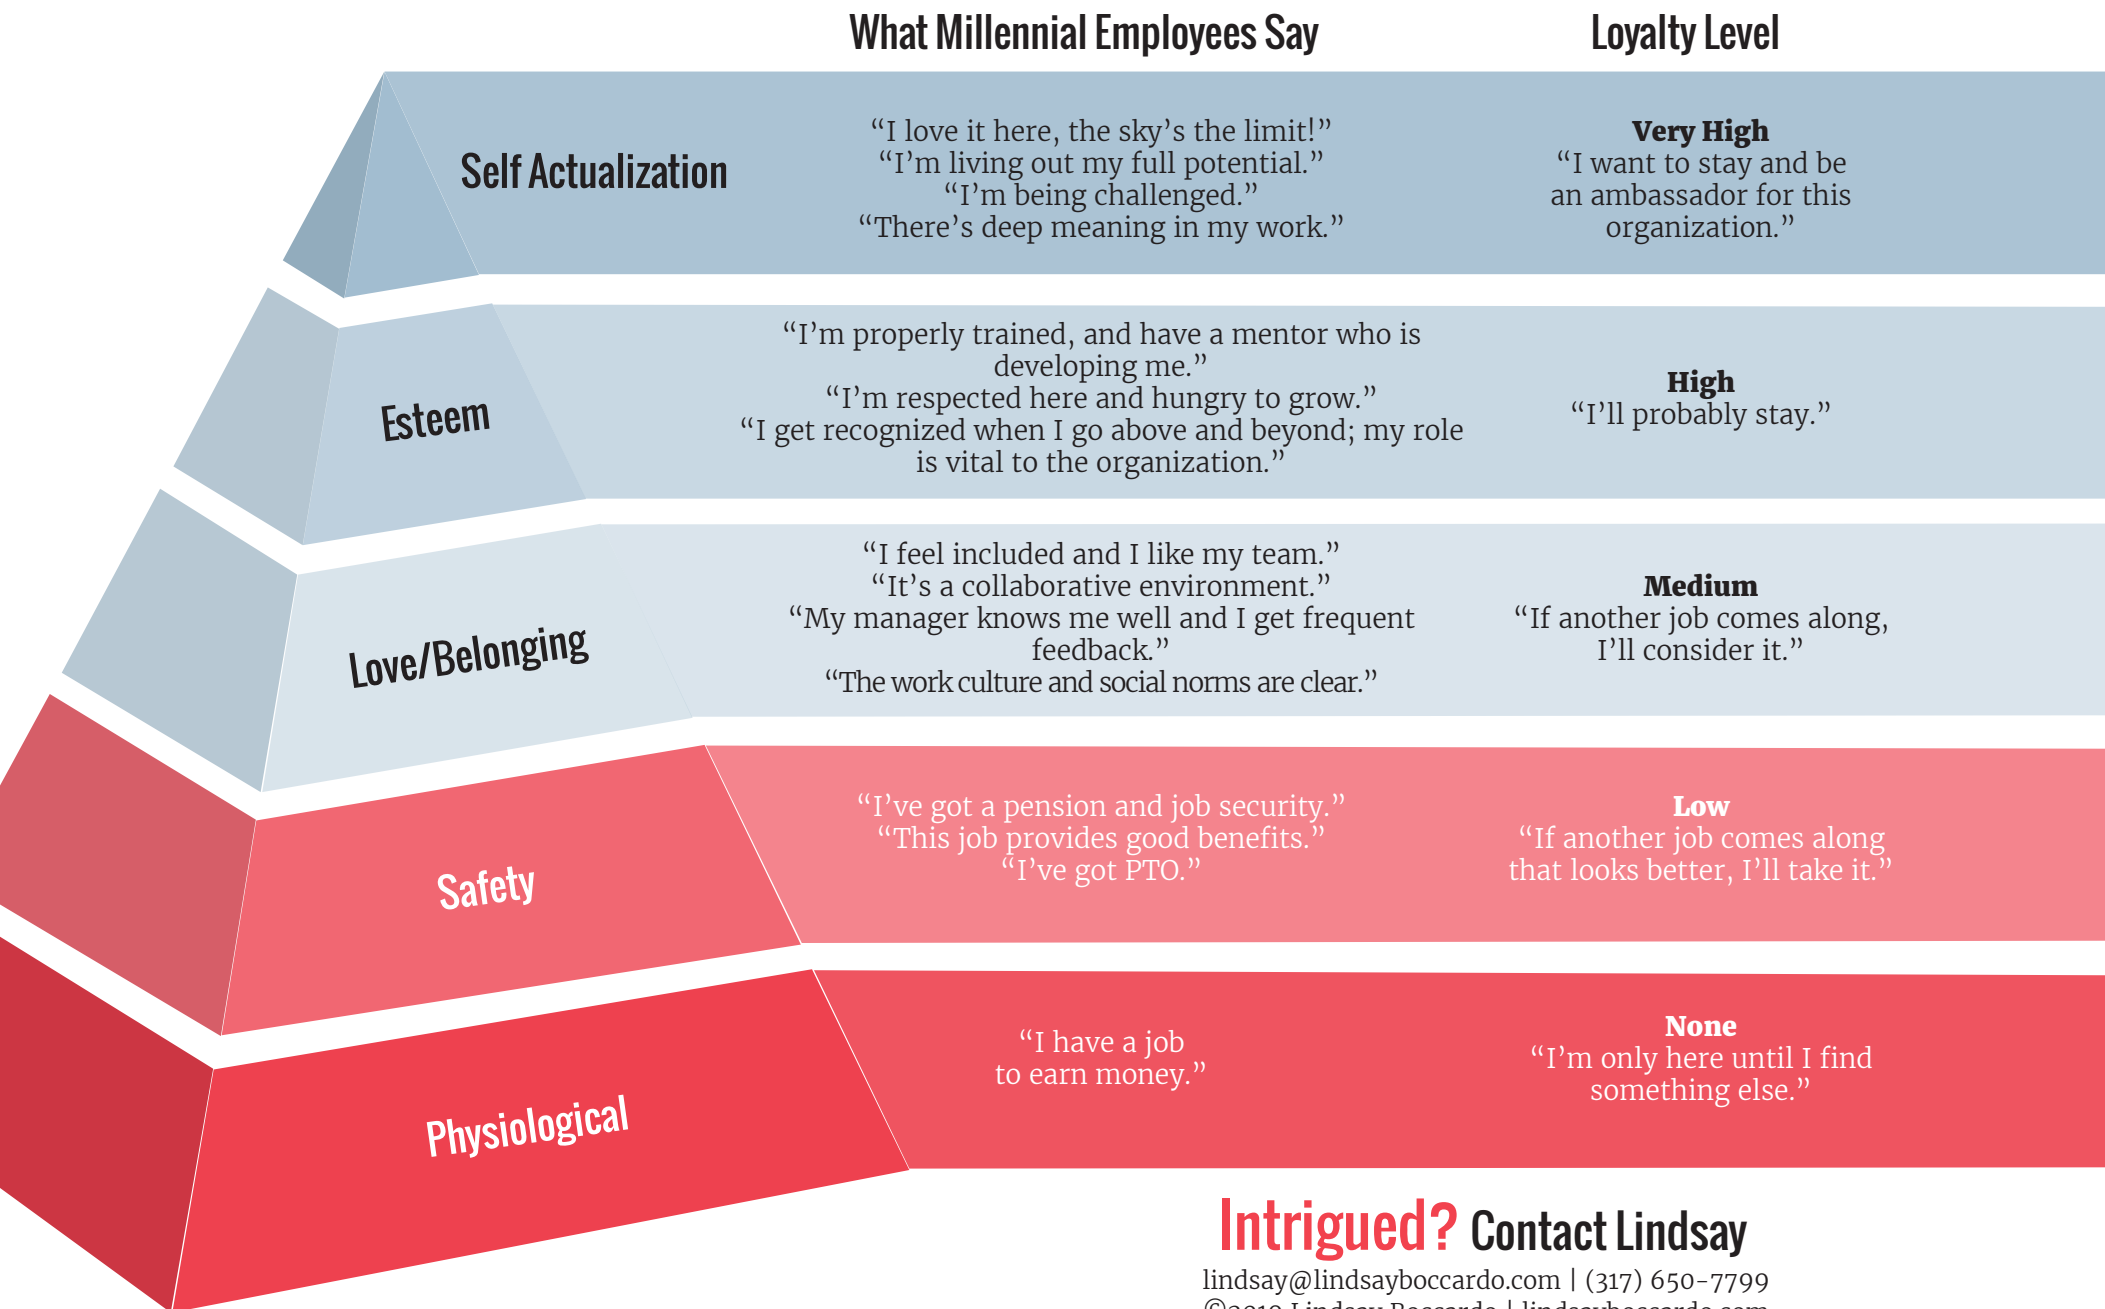 What Millennial Employees Say
Loyalty Level
Self Actualization
“I love it here, the sky’s the limit!”
“I’m living out my full potential.”
“I’m being challenged.”
“There’s deep meaning in my work.”
Very High
“I want to stay and be
an ambassador for this
organization.”
Esteem
“I’m properly trained, and have a mentor who is
developing me.”
“I’m respected here and hungry to grow.”
“I get recognized when I go above and beyond; my role
is vital to the organization.”
High
“I’ll probably stay.”
Love/Belonging
“I feel included and I like my team.”
“It’s a collaborative environment.”
“My manager knows me well and I get frequent
feedback.”
“The work culture and social norms are clear.”
Medium
“If another job comes along,
I’ll consider it.”
Safety
“I’ve got a pension and job security.”
“This job provides good benefits.”
“I’ve got PTO.”
Low
“If another job comes along
that looks better, I’ll take it.”
Physiological
“I have a job
to earn money.”
None
“I’m only here until I find
something else.”
Intrigued? Contact Lindsay
lindsay@lindsayboccardo.com | (317) 650-7799
©2019 Lindsay Boccardo | lindsayboccardo.com